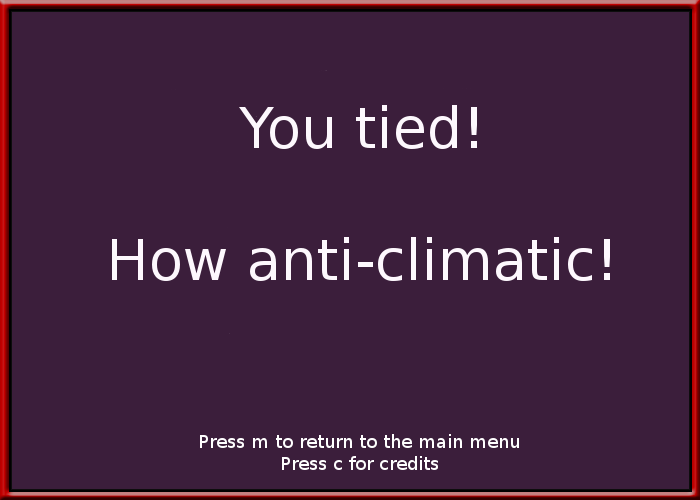 You tied!
How anti-climatic!
Press m to return to the main menu
Press c for credits